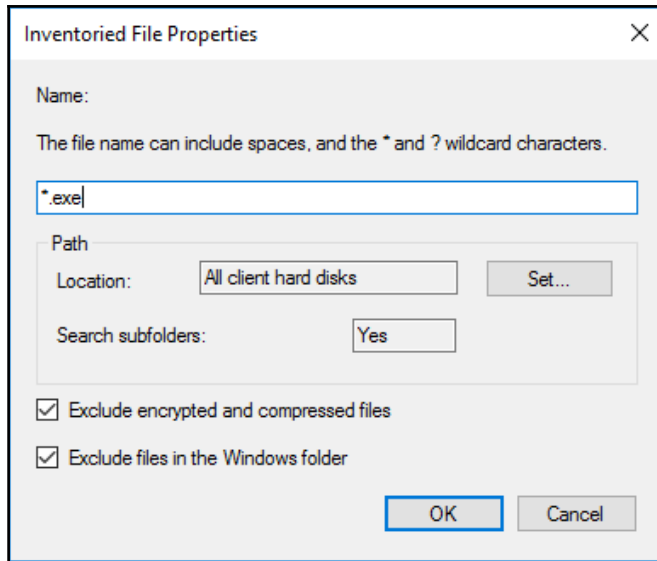 Inventoried File Properties
Name:
The file name can include spaces, and the * and ? wildcard characters.
*.exe
Path
Location: All client hard disks Set...
Search subfolders: Yes
Exclude encrypted and compressed files
Exclude files in the Windows folder
OK Cancel